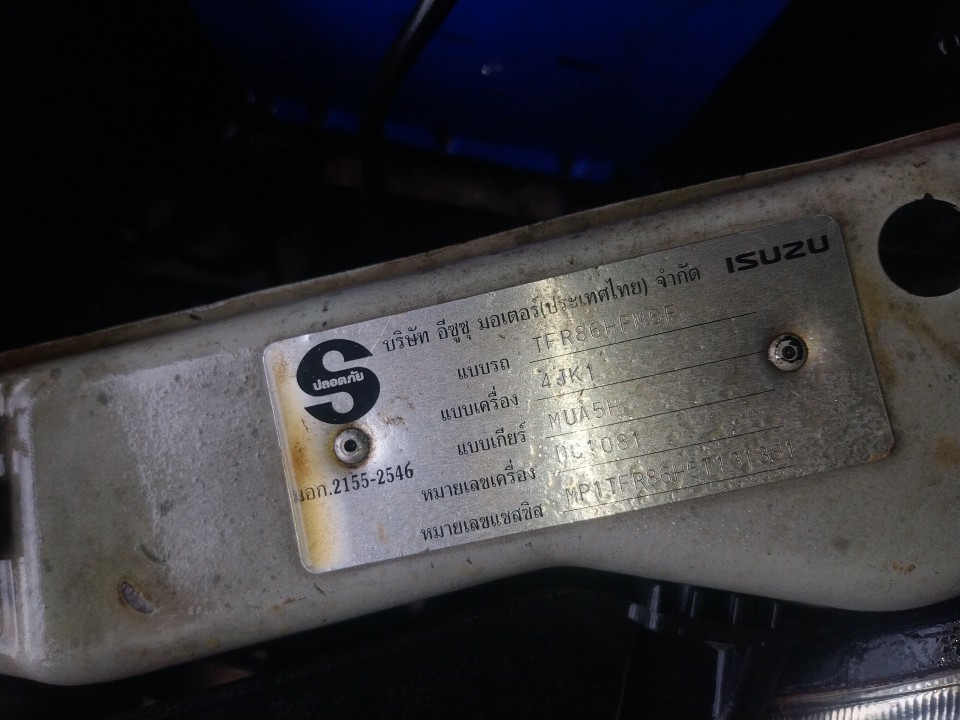 ISUZU
บริษัท อีซูซุ มอเตอร์(ประเทศไทย) จำกัด
ปลอดภัย
แบบรถ
แบบเครื่อง 4JK1
แบบเกียร์ MUA5H
หมายเลขเครื่อง DC1081
มอก.2155-2546
หมายเลขแชสซิส